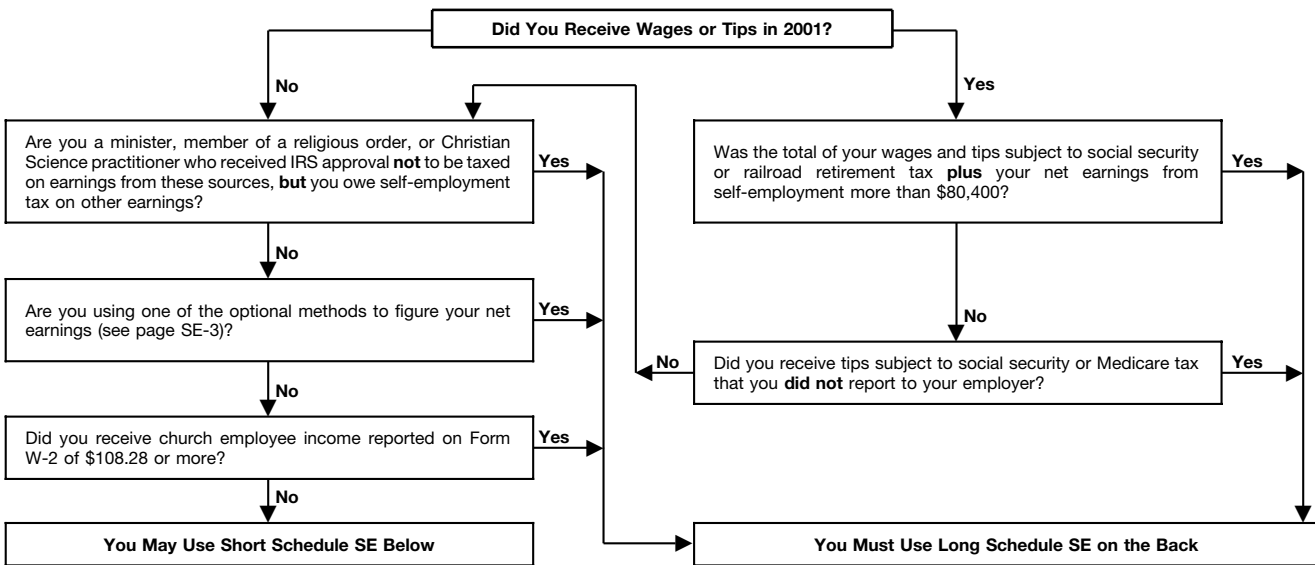 Did You Receive Wages or Tips in 2001?
No
Yes
Are you a minister, member of a religious order, or Christian
Science practitioner who received IRS approval not to be taxed
on earnings from these sources, but you owe self-employment
tax on other earnings?
Yes
Was the total of your wages and tips subject to social security
or railroad retirement tax plus your net earnings from
self-employment more than $80,400?
Yes
No
Are you using one of the optional methods to figure your net
earnings (see page SE-3)?
Yes
No
No
Did you receive tips subject to social security or Medicare tax
that you did not report to your employer?
Yes
No
Did you receive church employee income reported on Form
W-2 of $108.28 or more?
Yes
No
You May Use Short Schedule SE Below
You Must Use Long Schedule SE on the Back